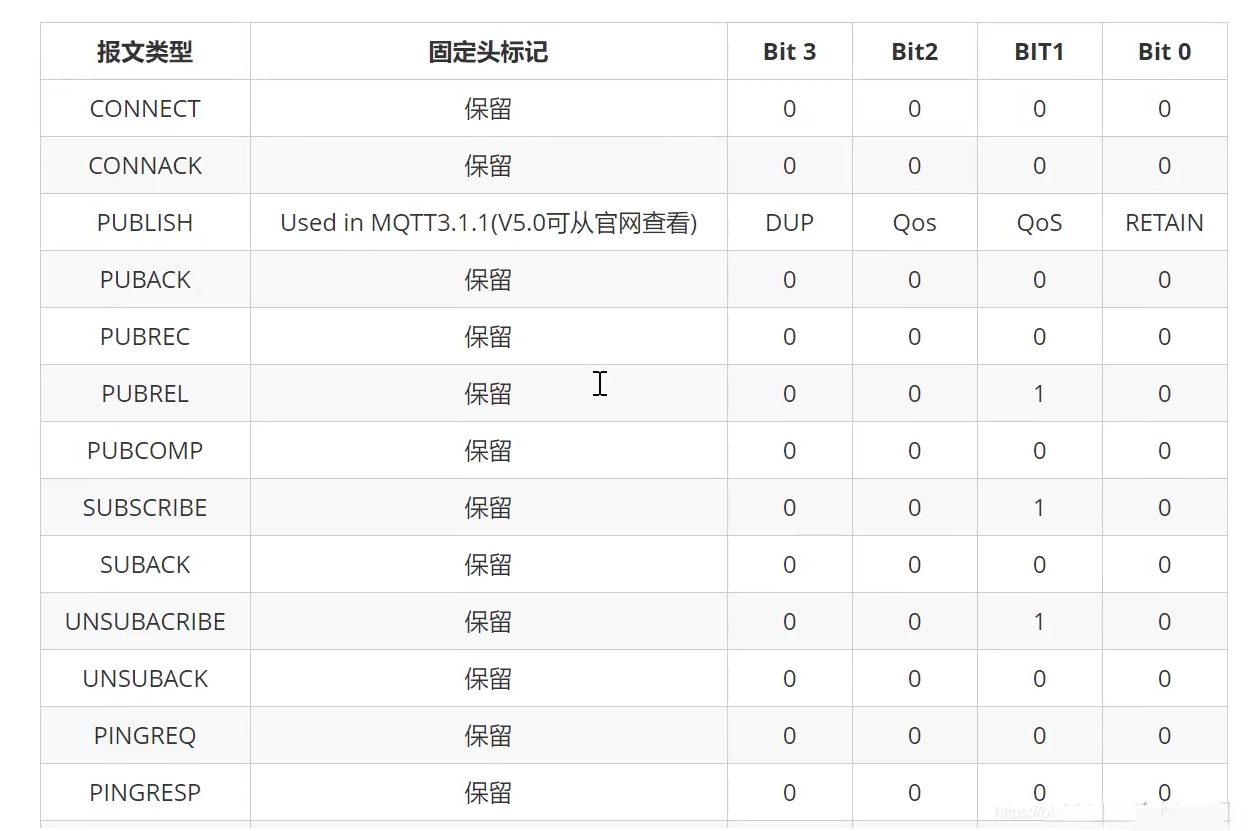 报文类型 固定头标记 Bit 3 Bit2 BIT1 Bit 0
CONNECT 保留 0 0 0 0
CONNACK 保留 0 0 0 0
PUBLISH Used in MQTT3.1.1(V5.0可从官网查看) DUP Qos QoS RETAIN
PUBACK 保留 0 0 0 0
PUBREC 保留 0 0 0 0
PUBREL 保留 0 0 1 0
PUBCOMP 保留 0 0 0 0
SUBSCRIBE 保留 0 0 1 0
SUBACK 保留 0 0 0 0
UNSUBACRIBE 保留 0 0 1 0
UNSUBACK 保留 0 0 0 0
PINGREQ 保留 0 0 0 0
PINGRESP 保留 0 0 0 0